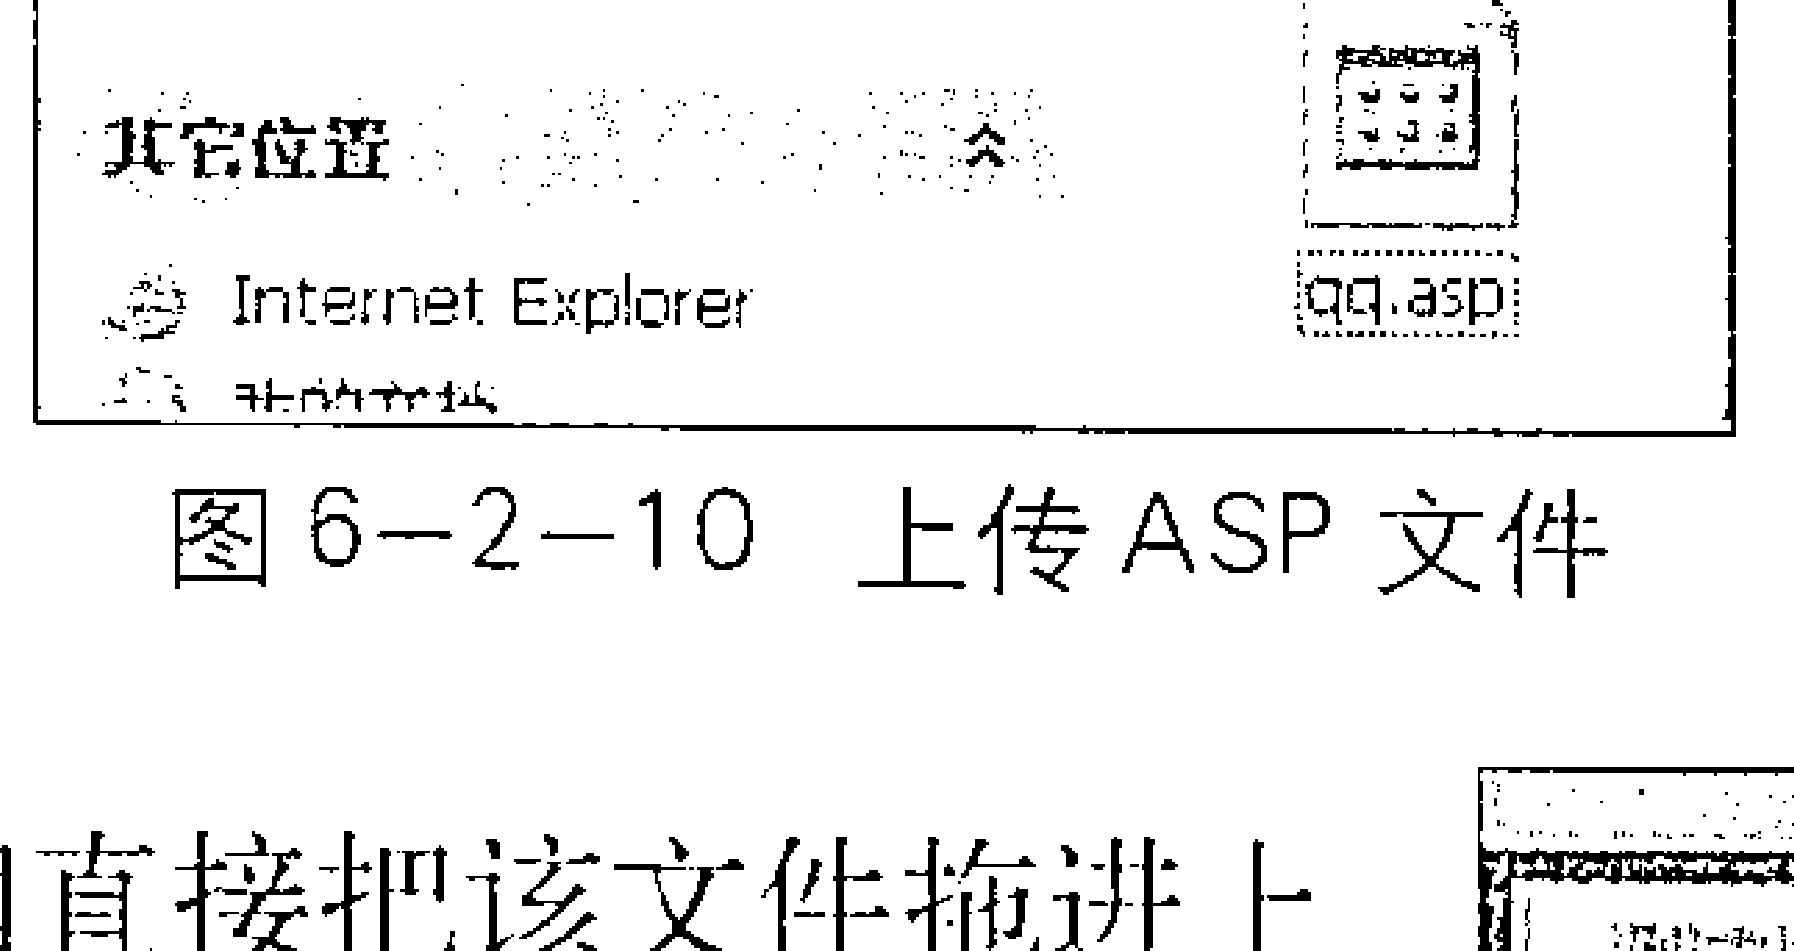 其它位置
Internet Explorer
qq.asp
图 6-2-10 上传 ASP 文件
直接把该文件拖进上